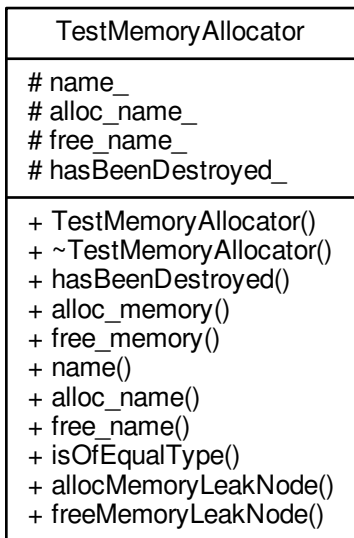 TestMemoryAllocator
# name_
# alloc_name_
# free_name_
# hasBeenDestroyed_
+ TestMemoryAllocator()
+ ~TestMemoryAllocator()
+ hasBeenDestroyed()
+ alloc_memory()
+ free_memory()
+ name()
+ alloc_name()
+ free_name()
+ isOfEqualType()
+ allocMemoryLeakNode()
+ freeMemoryLeakNode()